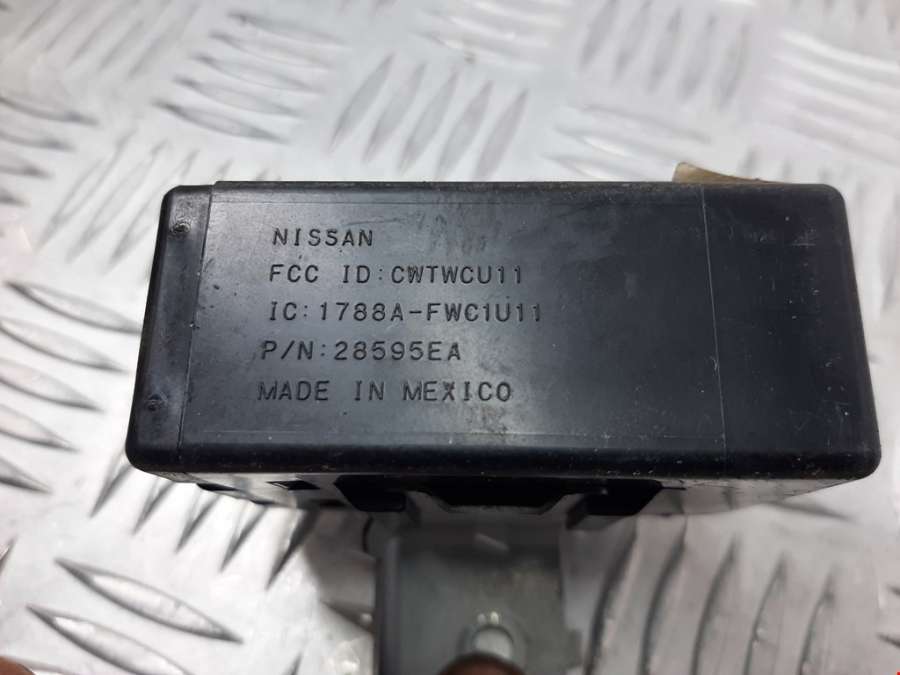 NISSAN
FCC ID:CWTWCU11
IC:1788A-FWC1U11
P/N:28595EA
MADE IN MEXICO